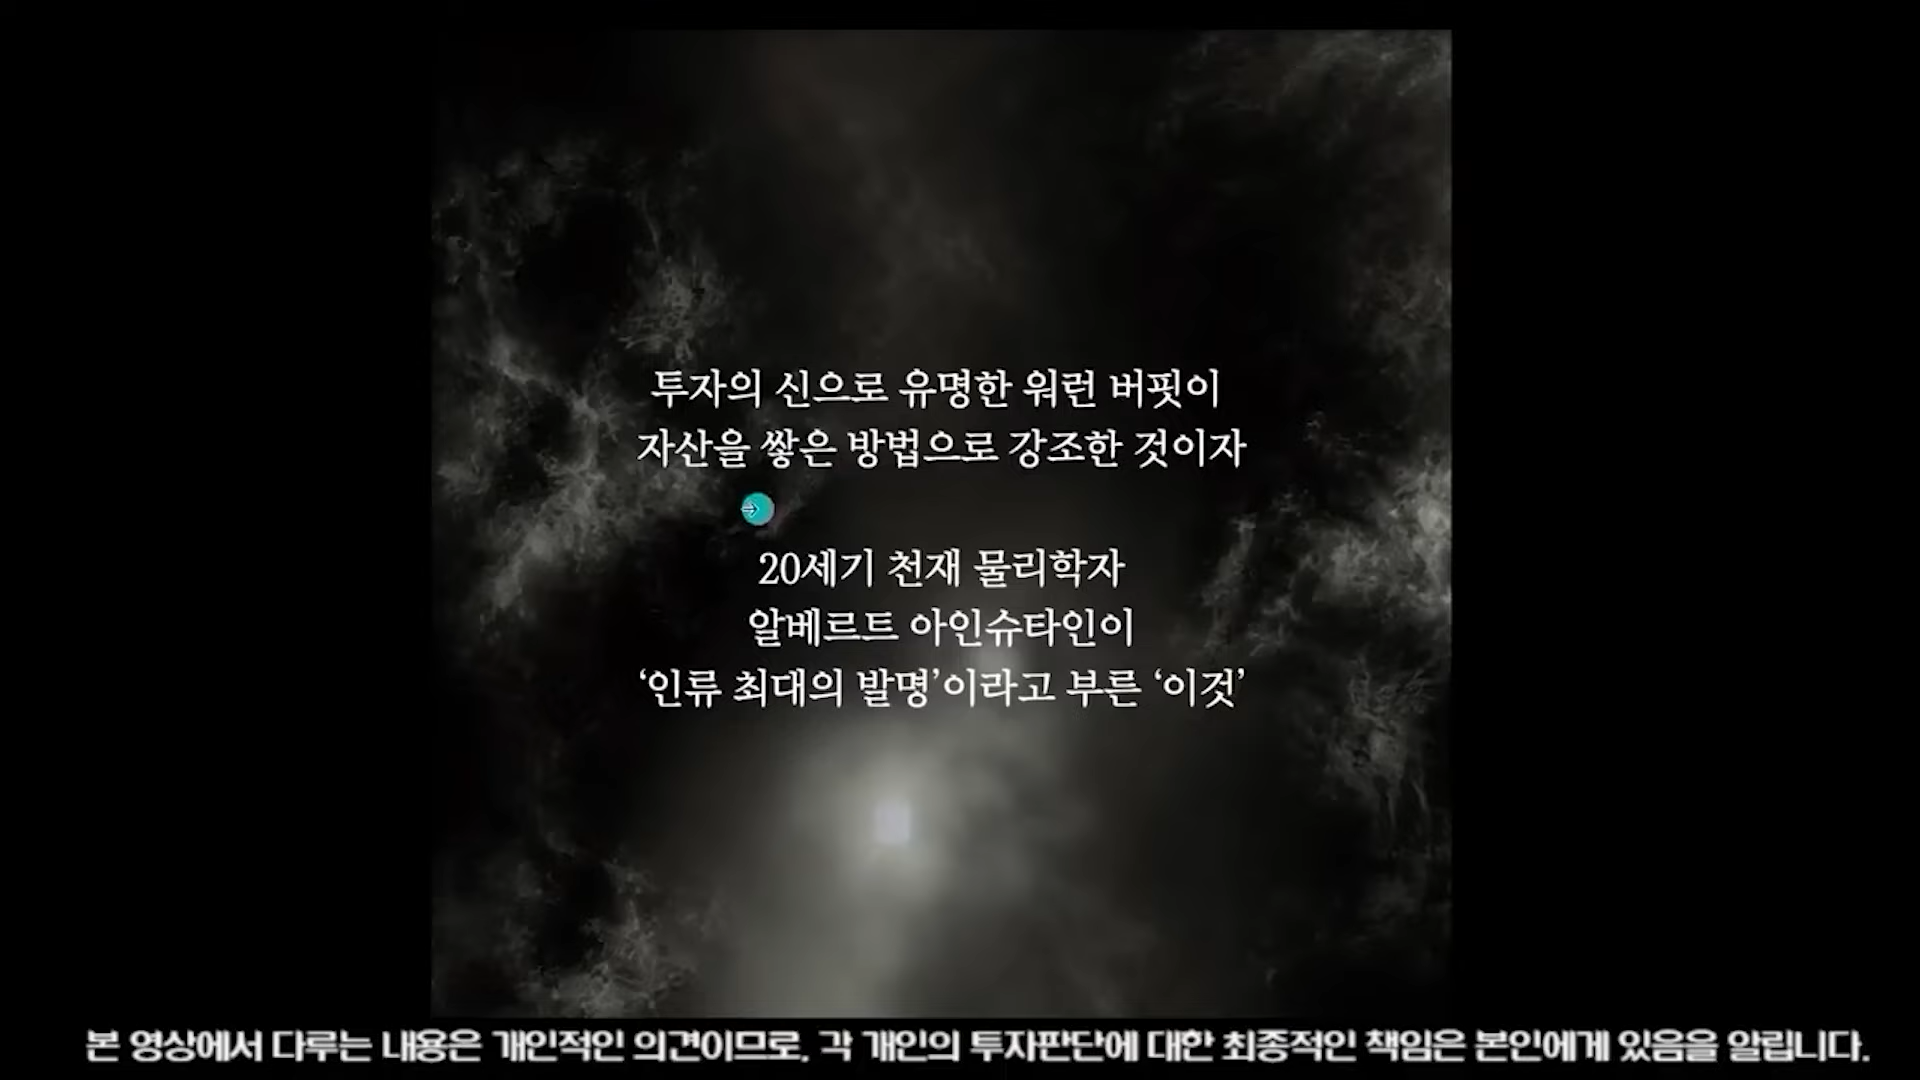 투자의 신으로 유명한 워런 버핏이
자산을 쌓은 방법으로 강조한 것이자
20세기 천재 물리학자
알베르트 아인슈타인이
‘인류 최대의 발명’이라고 부른 ‘이것’
본 영상에서 다루는 내용은 개인적인 의견이므로, 각 개인의 투자판단에 대한 최종적인 책임은 본인에게 있음을 알립니다.